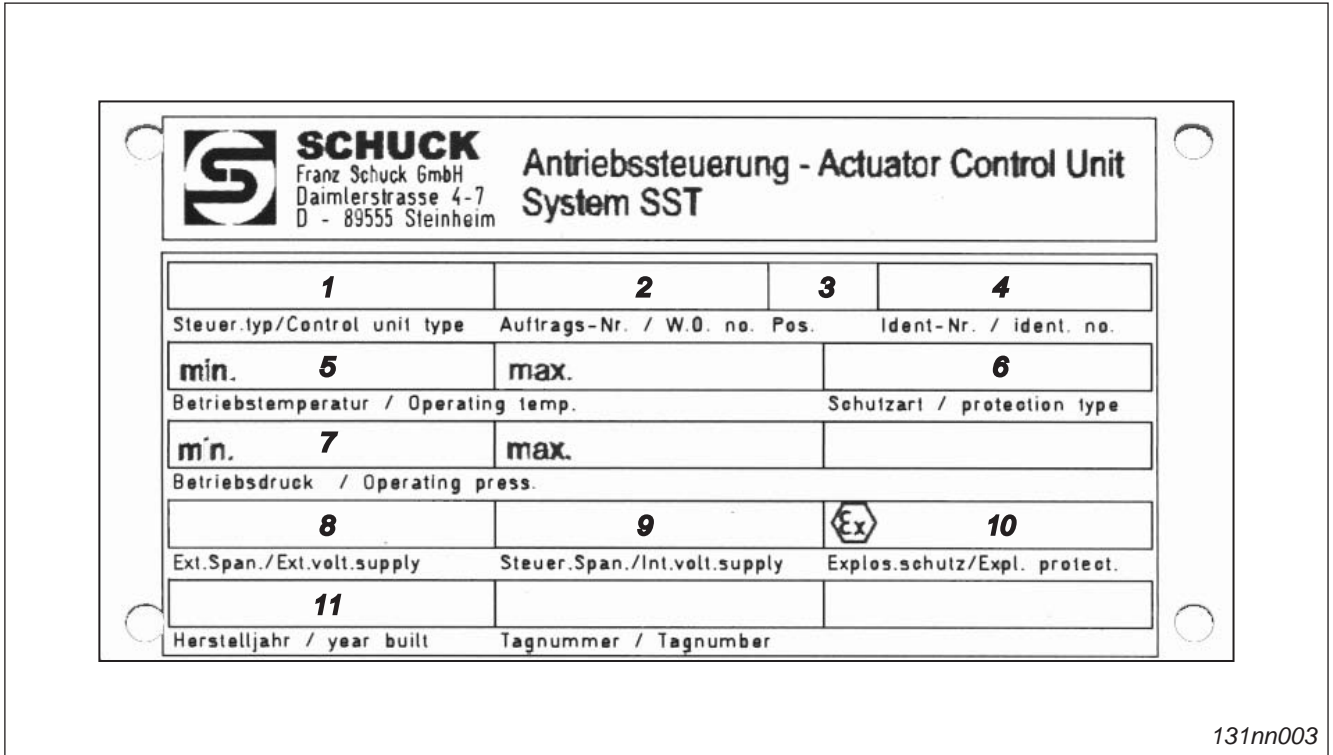 SCHUCK
Franz Schuck GmbH
Daimlerstrasse 4-7
D - 89555 Steinheim
Antriebssteuerung - Actuator Control Unit
System SST
1 2 3 4
Steuer.typ/Control unit type Auftrags-Nr. / W.O. no. Pos. Ident-Nr. / ident. no.
min. 5 max. 6
Betriebstemperatur / Operating temp. Schutzart / protection type
min. 7 max.
Betriebsdruck / Operating press.
8 9 Ex 10
Ext.Span./Ext.volt.supply Steuer.Span./Int.volt.supply Explos.schutz/Expl. protect.
11
Herstelljahr / year built Tagnummer / Tagnumber
131nn003